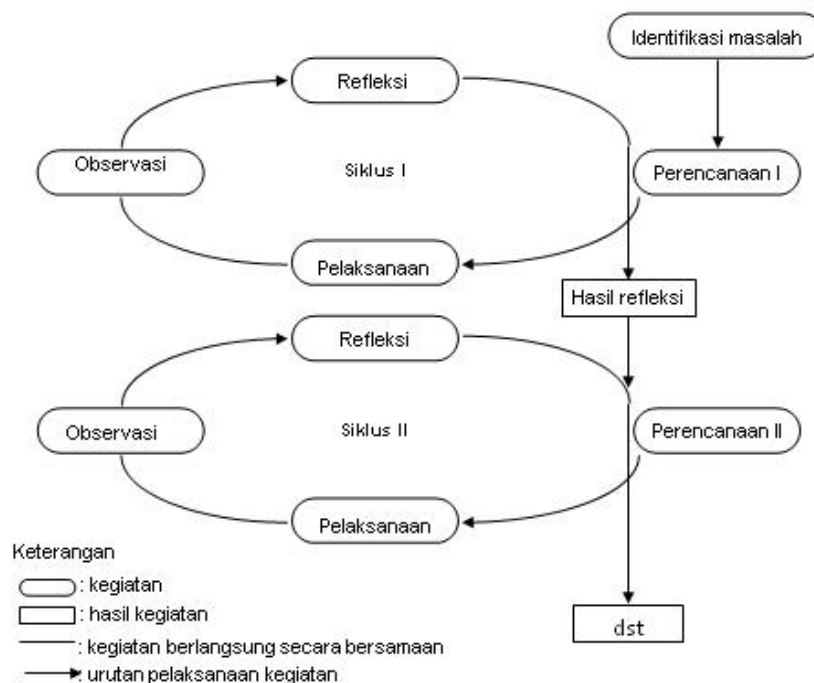 Identifikasi masalah
Refleksi
Observasi
Siklus I
Perencanaan I
Pelaksanaan
Hasil refleksi
Refleksi
Observasi
Siklus II
Perencanaan II
Pelaksanaan
Keterangan
: kegiatan
: hasil kegiatan
: kegiatan berlangsung secara bersamaan
: urutan pelaksanaan kegiatan
dst